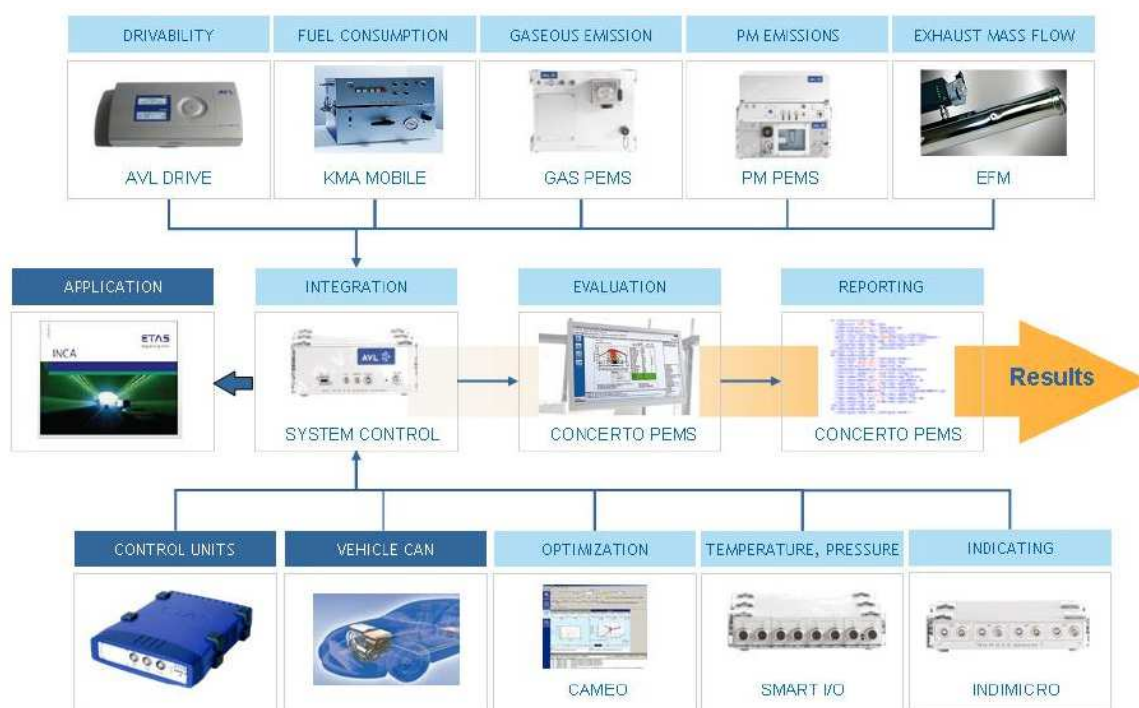 DRIVABILITY
FUEL CONSUMPTION
GASEOUS EMISSION
PM EMISSIONS
EXHAUST MASS FLOW
AVL DRIVE
KMA MOBILE
GAS PEMS
PM PEMS
EFM
APPLICATION
INTEGRATION
EVALUATION
REPORTING
ETAS
INCA
AVL
Results
SYSTEM CONTROL
CONCERTO PEMS
CONCERTO PEMS
CONTROL UNITS
VEHICLE CAN
OPTIMIZATION
TEMPERATURE, PRESSURE
INDICATING
CAMEO
SMART I/O
INDIMICRO